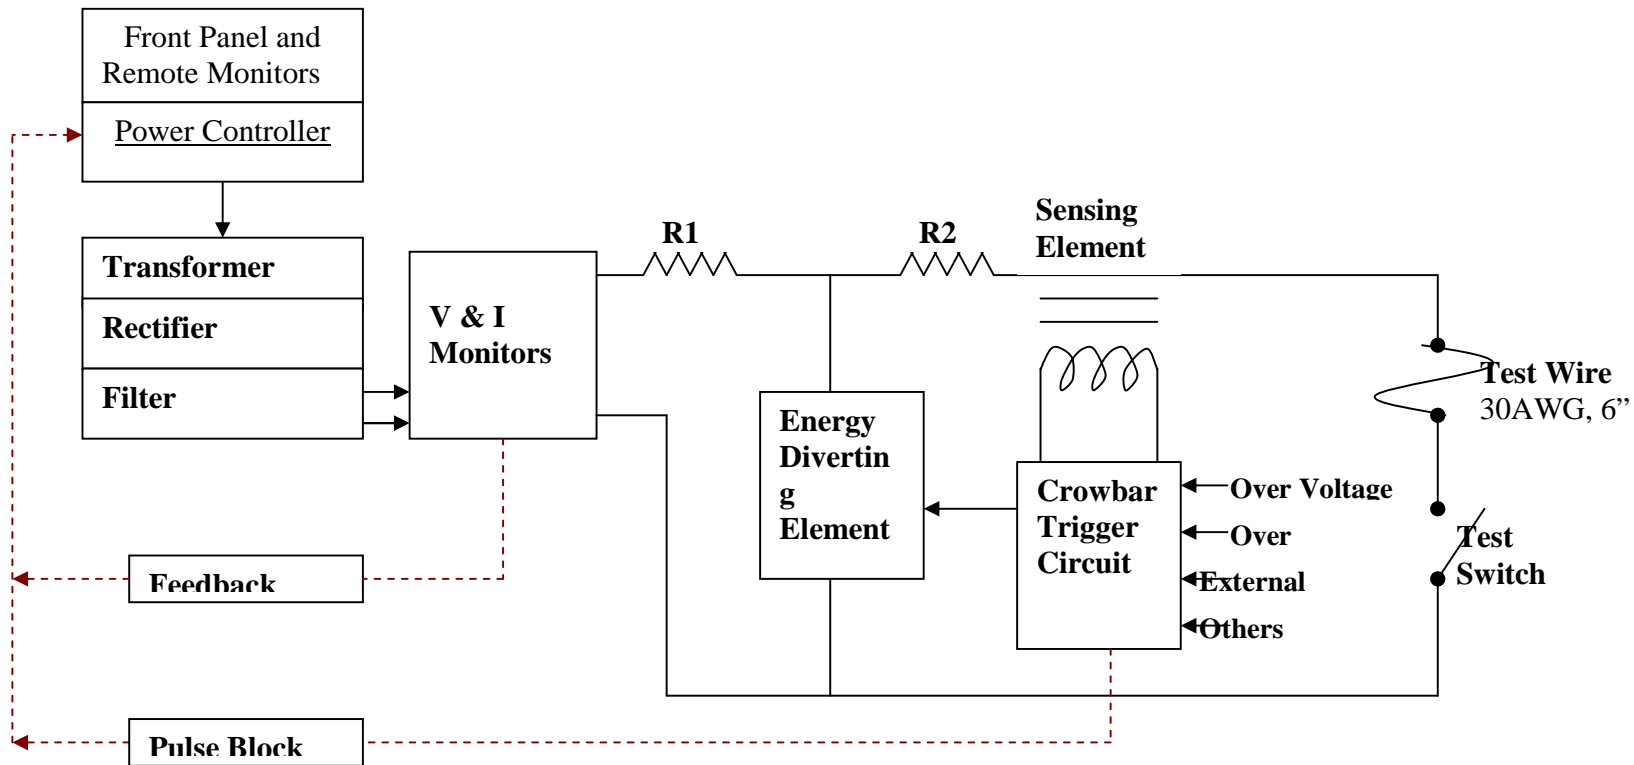 Front Panel and
Remote Monitors
Power Controller
Transformer
Rectifier
Filter
V & I
Monitors
R1
R2
Sensing
Element
Energy
Divertin
g
Element
Crowbar
Trigger
Circuit
Over Voltage
Over
External
Others
Test Wire
30AWG, 6”
Test
Switch
Feedback
Pulse Block